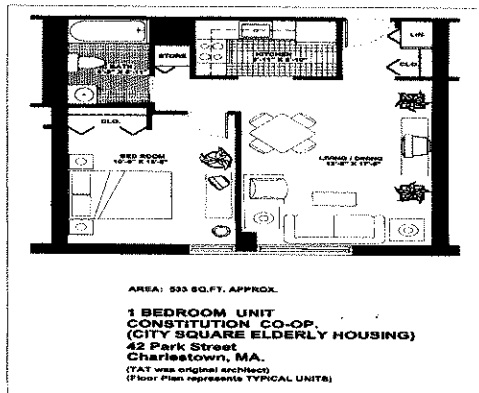 LIN.
STORE
KITCHEN
BATH
CLO.
CLO.
BED ROOM
LIVING / DINING
AREA: 533 SQ.FT. APPROX.
1 BEDROOM UNIT
CONSTITUTION CO-OP.
(CITY SQUARE ELDERLY HOUSING)
42 Park Street
Charlestown, MA.
(TAT was original architect)
(Floor Plan represents TYPICAL UNITS)